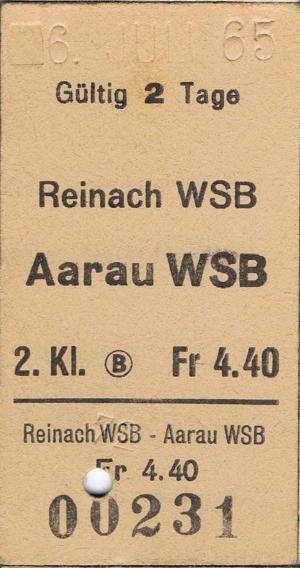 6. JUN 65
Gültig 2 Tage
Reinach WSB
Aarau WSB
2. Kl. Ⓑ Fr 4.40
Reinach WSB - Aarau WSB
Fr 4.40
00231